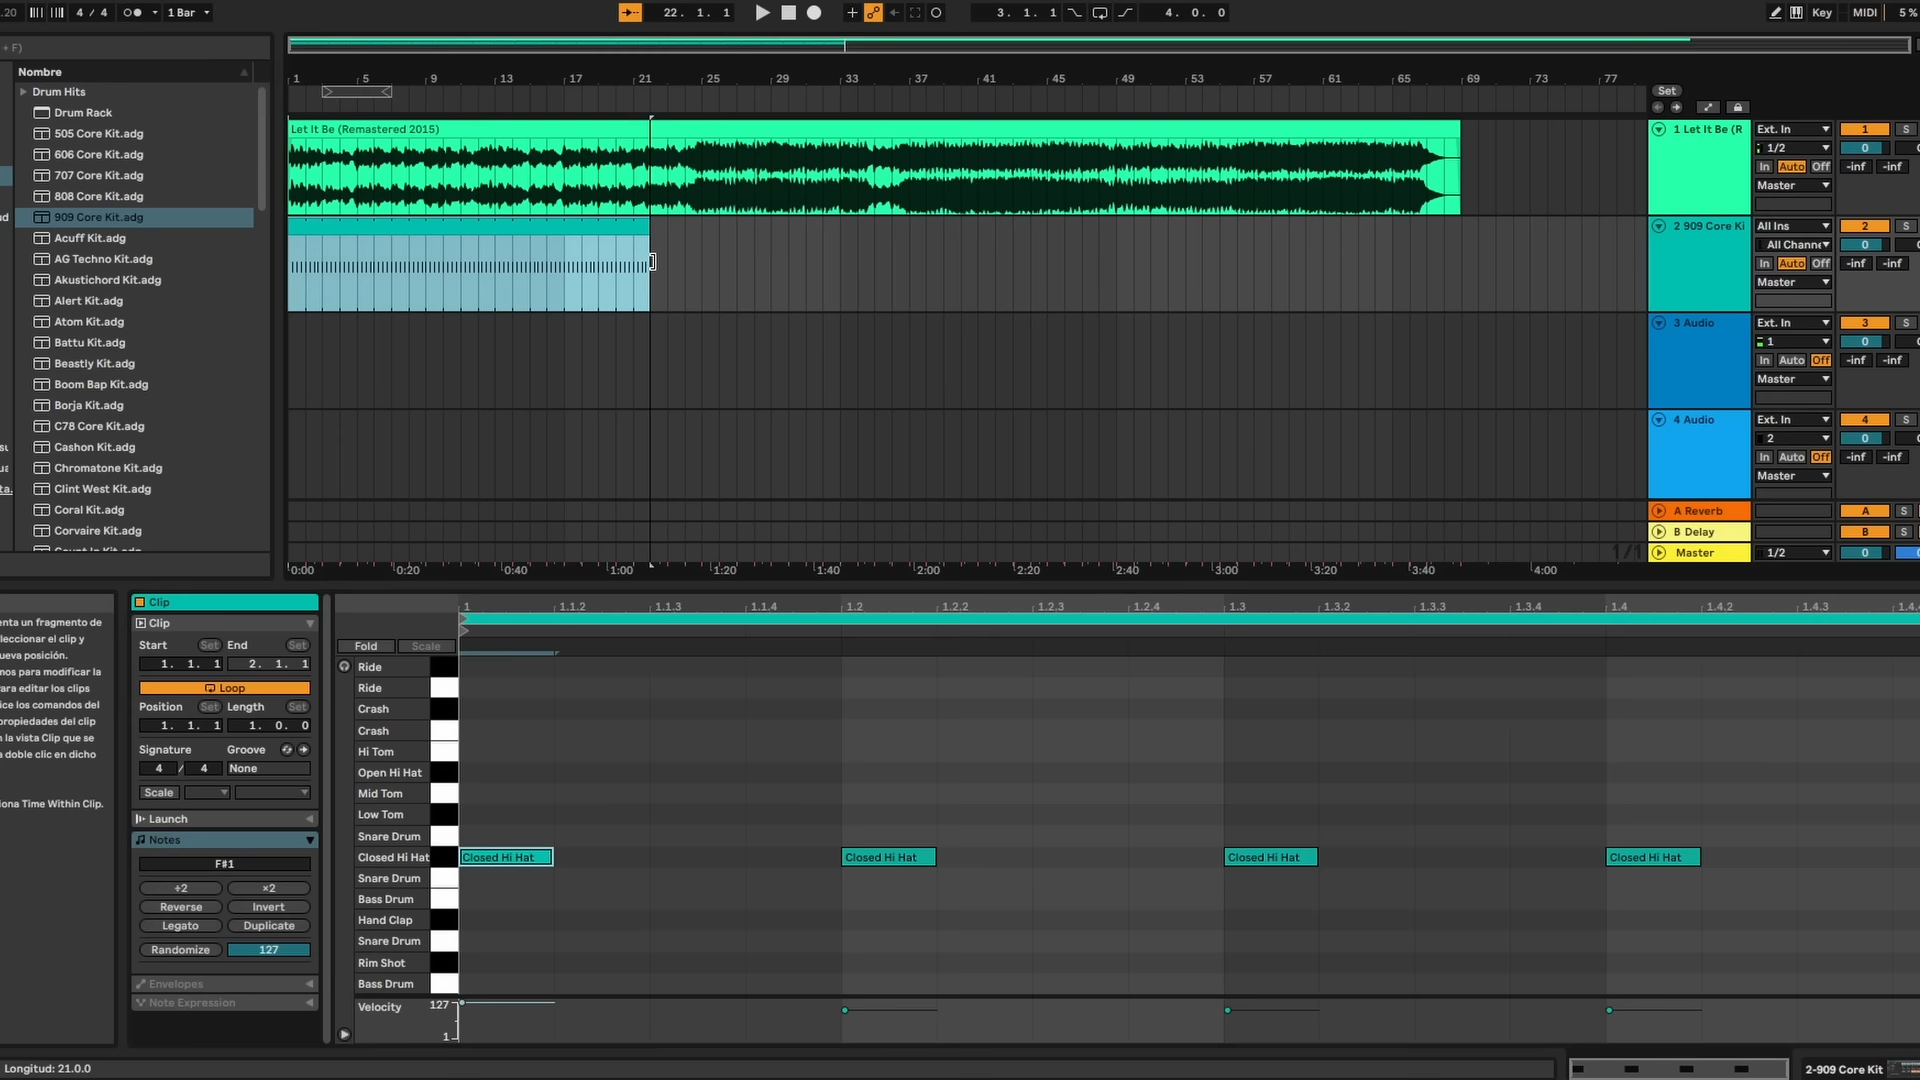 .20 4 / 4 1 Bar 22. 1. 1 3. 1. 1 4. 0. 0 Key MIDI 5 %
+ F)
Nombre
Drum Hits
Drum Rack
505 Core Kit.adg
606 Core Kit.adg
707 Core Kit.adg
808 Core Kit.adg
909 Core Kit.adg
Acuff Kit.adg
AG Techno Kit.adg
Akustichord Kit.adg
Alert Kit.adg
Atom Kit.adg
Battu Kit.adg
Beastly Kit.adg
Boom Bap Kit.adg
Borja Kit.adg
C78 Core Kit.adg
Cashon Kit.adg
Chromatone Kit.adg
Clint West Kit.adg
Coral Kit.adg
Corvaire Kit.adg
1 5 9 13 17 21 25 29 33 37 41 45 49 53 57 61 65 69 73 77
Set
Let It Be (Remastered 2015)
1 Let It Be (R Ext. In 1 S
1/2 0
In Auto Off -inf -inf
Master
2 909 Core Ki All Ins 2 S
All Channe 0
In Auto Off -inf -inf
Master
3 Audio Ext. In 3 S
1 0
In Auto Off -inf -inf
Master
4 Audio Ext. In 4 S
2 0
In Auto Off -inf -inf
Master
A Reverb A S
B Delay B S
1/1 Master 1/2 0
0:00 0:20 0:40 1:00 1:20 1:40 2:00 2:20 2:40 3:00 3:20 3:40 4:00
enta un fragmento de
leccionar el clip y
ueva posición.
mos para modificar la
ara editar los clips
ice los comandos del
propiedades del clip
n la vista Clip que se
a doble clic en dicho
iona Time Within Clip.
Clip
Clip
Start Set End Set
1. 1. 1 2. 1. 1
Loop
Position Set Length Set
1. 1. 1 1. 0. 0
Signature Groove
4 / 4 None
Scale
Launch
Notes
F#1
÷2 ×2
Reverse Invert
Legato Duplicate
Randomize 127
Envelopes
Note Expression
1 1.1.2 1.1.3 1.1.4 1.2 1.2.2 1.2.3 1.2.4 1.3 1.3.2 1.3.3 1.3.4 1.4 1.4.2 1.4.3 1.4.4
Fold Scale
Ride
Ride
Crash
Crash
Hi Tom
Open Hi Hat
Mid Tom
Low Tom
Snare Drum
Closed Hi Hat Closed Hi Hat Closed Hi Hat Closed Hi Hat Closed Hi Hat
Snare Drum
Bass Drum
Hand Clap
Snare Drum
Rim Shot
Bass Drum
Velocity 127
1
Longitud: 21.0.0 2-909 Core Kit